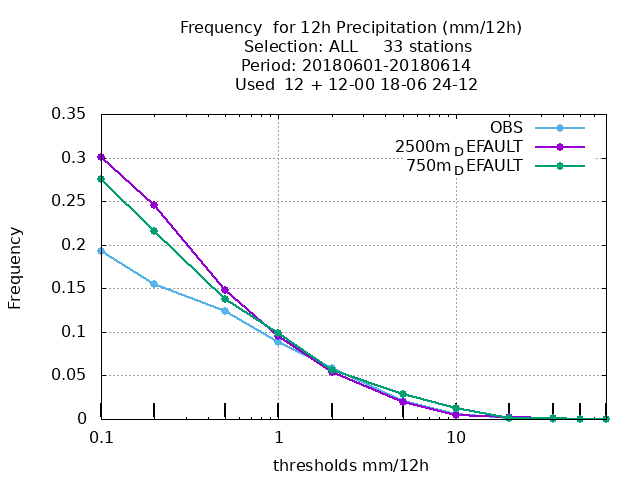 Frequency for 12h Precipitation (mm/12h)
Selection: ALL 33 stations
Period: 20180601-20180614
Used 12 + 12-00 18-06 24-12
0.35
0.3
0.25
0.2
0.15
0.1
0.05
0
Frequency
OBS
2500m_DEFAULT
750m_DEFAULT
0.1 1 10
thresholds mm/12h